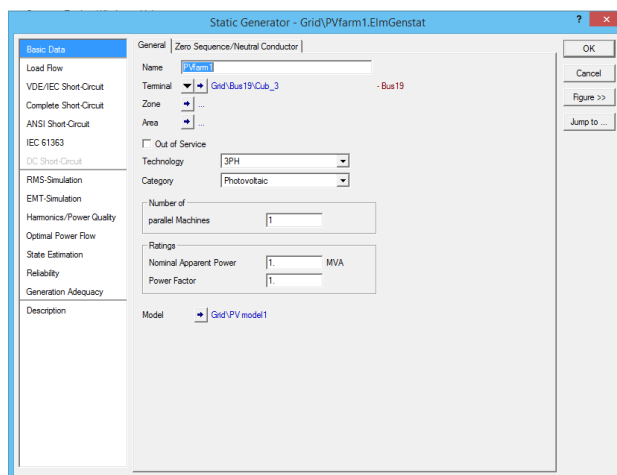 Static Generator - Grid\PVfarm1.ElmGenstat
? x
Basic Data
Load Flow
VDE/IEC Short-Circuit
Complete Short-Circuit
ANSI Short-Circuit
IEC 61363
DC Short-Circuit
RMS-Simulation
EMT-Simulation
Harmonics/Power Quality
Optimal Power Flow
State Estimation
Reliability
Generation Adequacy
Description
General Zero Sequence/Neutral Conductor
Name PVfarm1
Terminal Grid\Bus19\Cub_3 - Bus19
Zone ...
Area ...
Out of Service
Technology 3PH
Category Photovoltaic
Number of
parallel Machines 1
Ratings
Nominal Apparent Power 1. MVA
Power Factor 1.
Model Grid\PV model1
OK
Cancel
Figure >>
Jump to ...